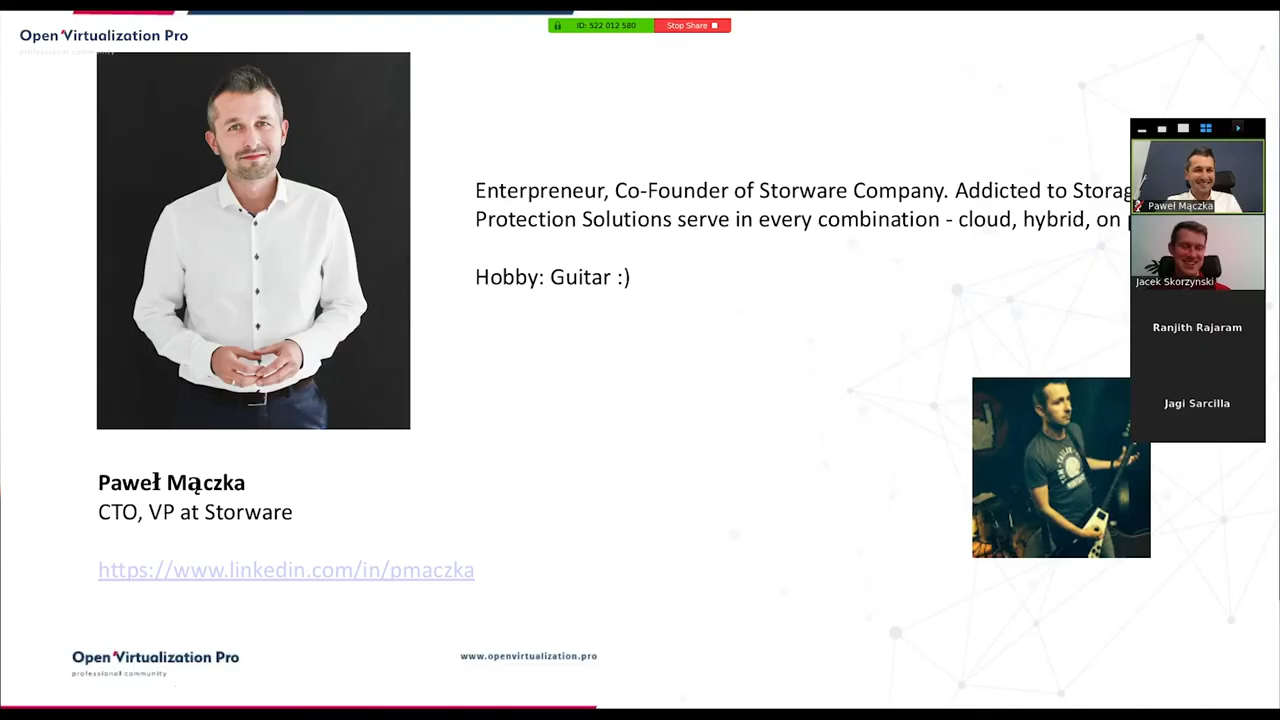 Open Virtualization Pro
professional community
ID: 522 012 580
Stop Share
Enterpreneur, Co-Founder of Storware Company. Addicted to Storag
Protection Solutions serve in every combination - cloud, hybrid, on
Hobby: Guitar :)
Paweł Mączka
Jacek Skorzynski
Ranjith Rajaram
Jagi Sarcilla
Paweł Mączka
CTO, VP at Storware
https://www.linkedin.com/in/pmaczka
Open Virtualization Pro
professional community
www.openvirtualization.pro